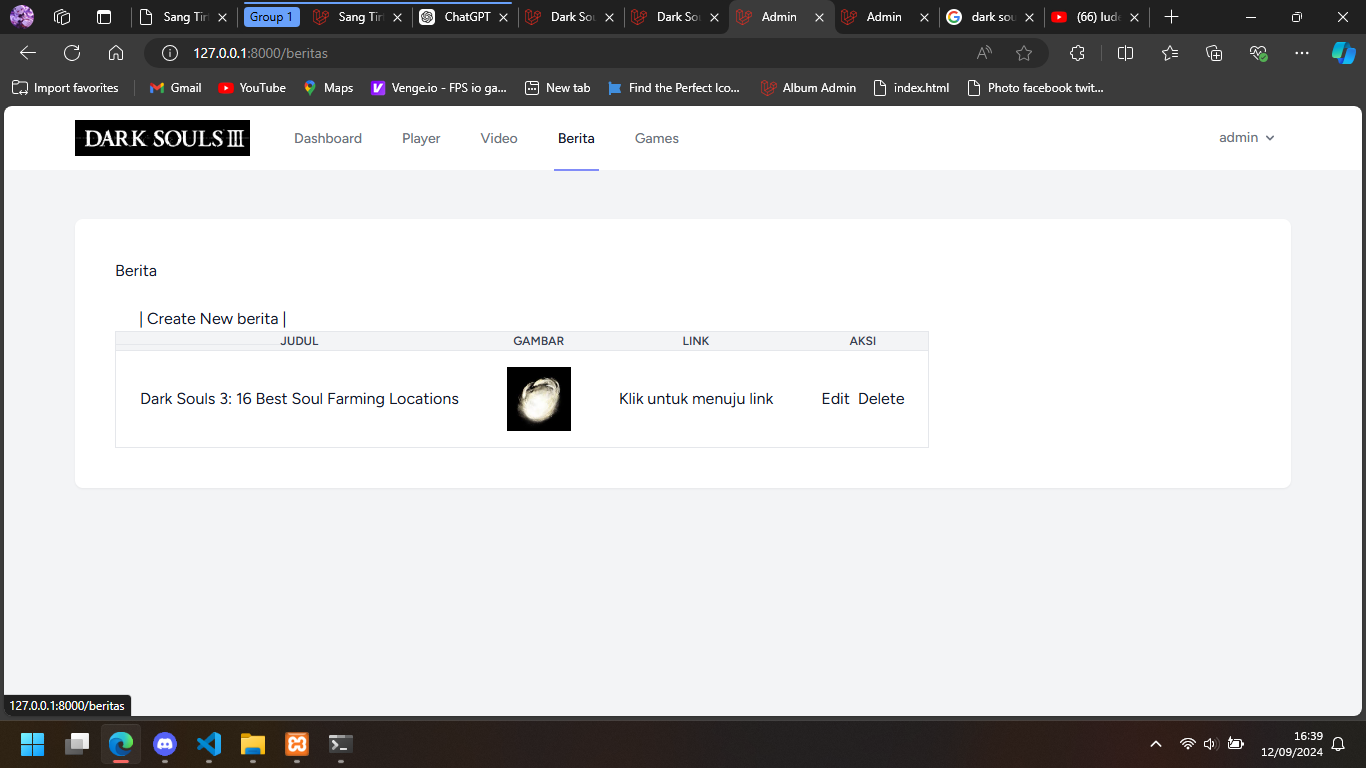 Sang Tir
Group 1
Sang Tir
ChatGPT
Dark Sou
Dark Sou
Admin
Admin
dark sou
(66) lude
127.0.0.1:8000/beritas
Import favorites
Gmail
YouTube
Maps
Venge.io - FPS io ga...
New tab
Find the Perfect Ico...
Album Admin
index.html
Photo facebook twit...
DARK SOULS III
Dashboard
Player
Video
Berita
Games
admin
Berita
| Create New berita |
JUDUL GAMBAR LINK AKSI
Dark Souls 3: 16 Best Soul Farming Locations Klik untuk menuju link Edit Delete
127.0.0.1:8000/beritas
16:39
12/09/2024